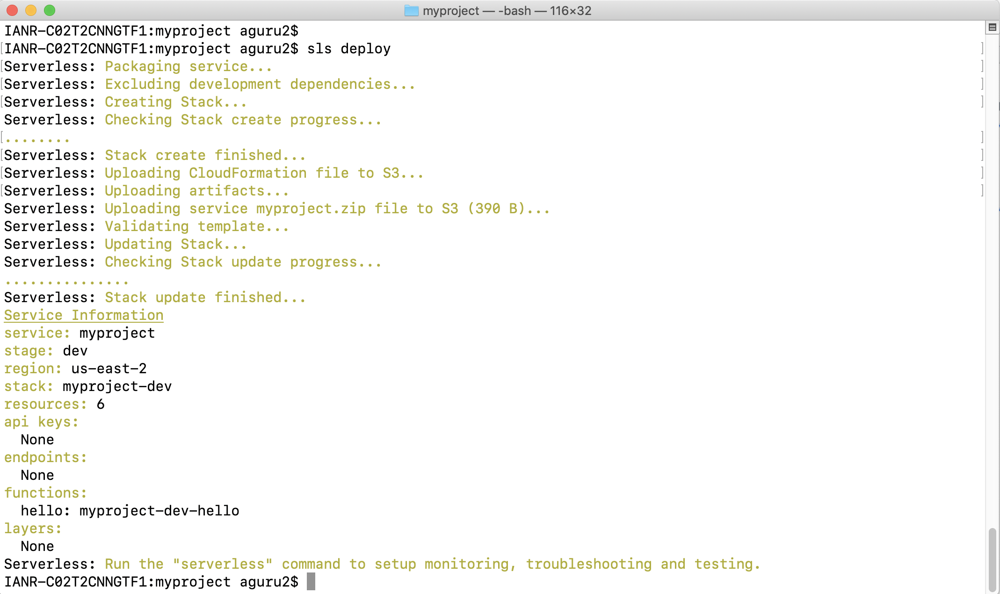 myproject — -bash — 116×32
IANR-C02T2CNNGTF1:myproject aguru2$
IANR-C02T2CNNGTF1:myproject aguru2$ sls deploy
Serverless: Packaging service...
Serverless: Excluding development dependencies...
Serverless: Creating Stack...
Serverless: Checking Stack create progress...
........
Serverless: Stack create finished...
Serverless: Uploading CloudFormation file to S3...
Serverless: Uploading artifacts...
Serverless: Uploading service myproject.zip file to S3 (390 B)...
Serverless: Validating template...
Serverless: Updating Stack...
Serverless: Checking Stack update progress...
...............
Serverless: Stack update finished...
Service Information
service: myproject
stage: dev
region: us-east-2
stack: myproject-dev
resources: 6
api keys:
  None
endpoints:
  None
functions:
  hello: myproject-dev-hello
layers:
  None
Serverless: Run the "serverless" command to setup monitoring, troubleshooting and testing.
IANR-C02T2CNNGTF1:myproject aguru2$